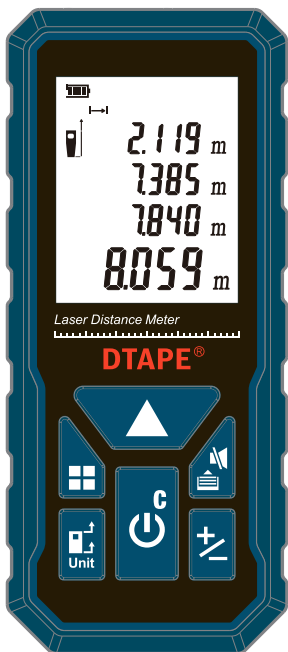 2.119 m
7.385 m
7.840 m
8.059 m
Laser Distance Meter
DTAPE®
C
Unit